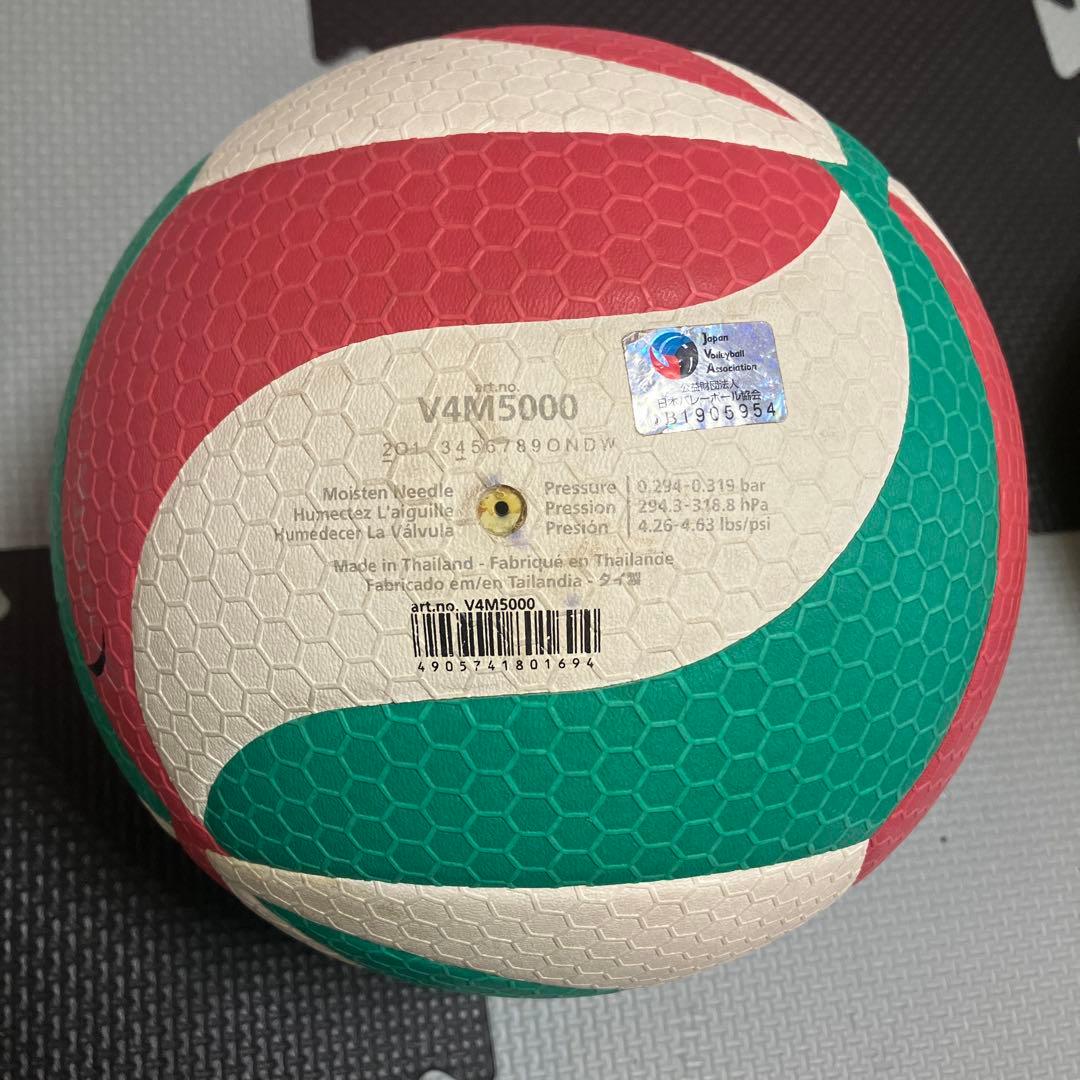 Japan
Volleyball
Association
公益財団法人
日本バレーボール協会
JB1905954
art.no.
V4M5000
201 3456789ONDW
Moisten Needle
Humectez L'aiguille
Humedecer La Válvula
Pressure 0.294-0.319 bar
Pression 294.3-318.8 hPa
Presión 4.26-4.63 lbs/psi
Made in Thailand - Fabriqué en Thaïlande
Fabricado em/en Tailandia - タイ製
art.no. V4M5000
4905741801694